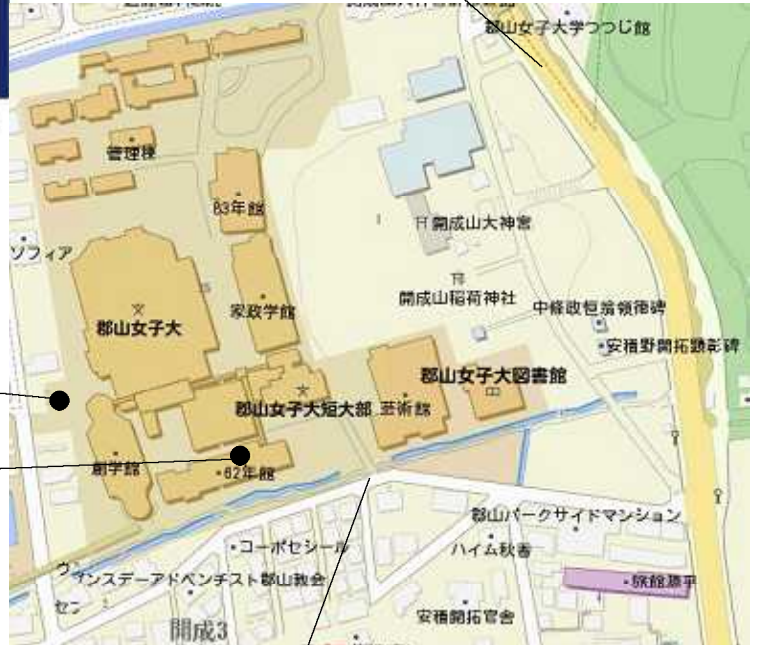 郡山女子大学つつじ館
管理棟
83年館
开成山大神宮
ソフィア
開成山稲荷神社
家政学館
中條政恒翁頌徳碑
郡山女子大
安積野開拓顕彰碑
郡山女子大図書館
郡山女子大短大部
芸術館
創学館
62年館
郡山パークサイドマンション
コーポセシール
ハイム秋香
ウ
サンスデーアドベンチスト郡山教会
旅館源平
セン
安積開拓官舎
開成3